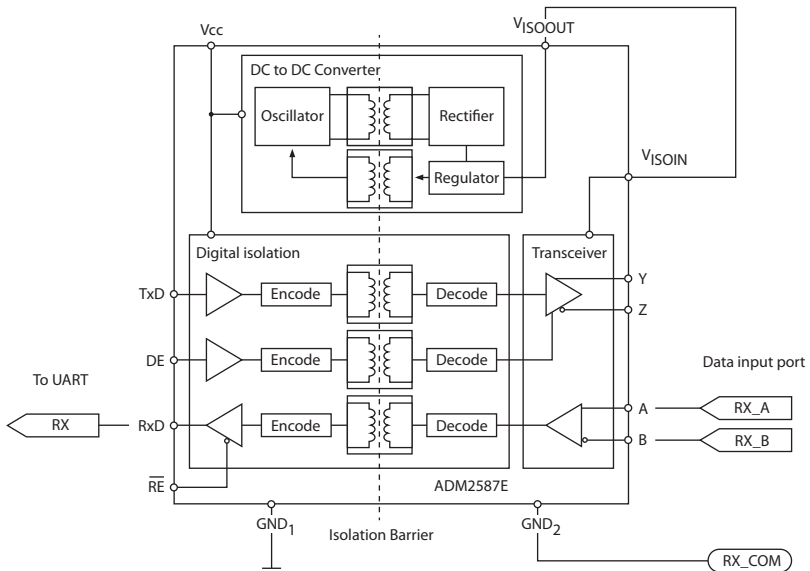 Vcc
VISOOUT
DC to DC Converter
Oscillator
Rectifier
Regulator
VISOIN
Digital isolation
Transceiver
TxD
Encode
Decode
Y
Z
DE
Encode
Decode
To UART
Data input port
RX
RxD
Encode
Decode
A
RX_A
B
RX_B
RE
ADM2587E
GND1
Isolation Barrier
GND2
RX_COM